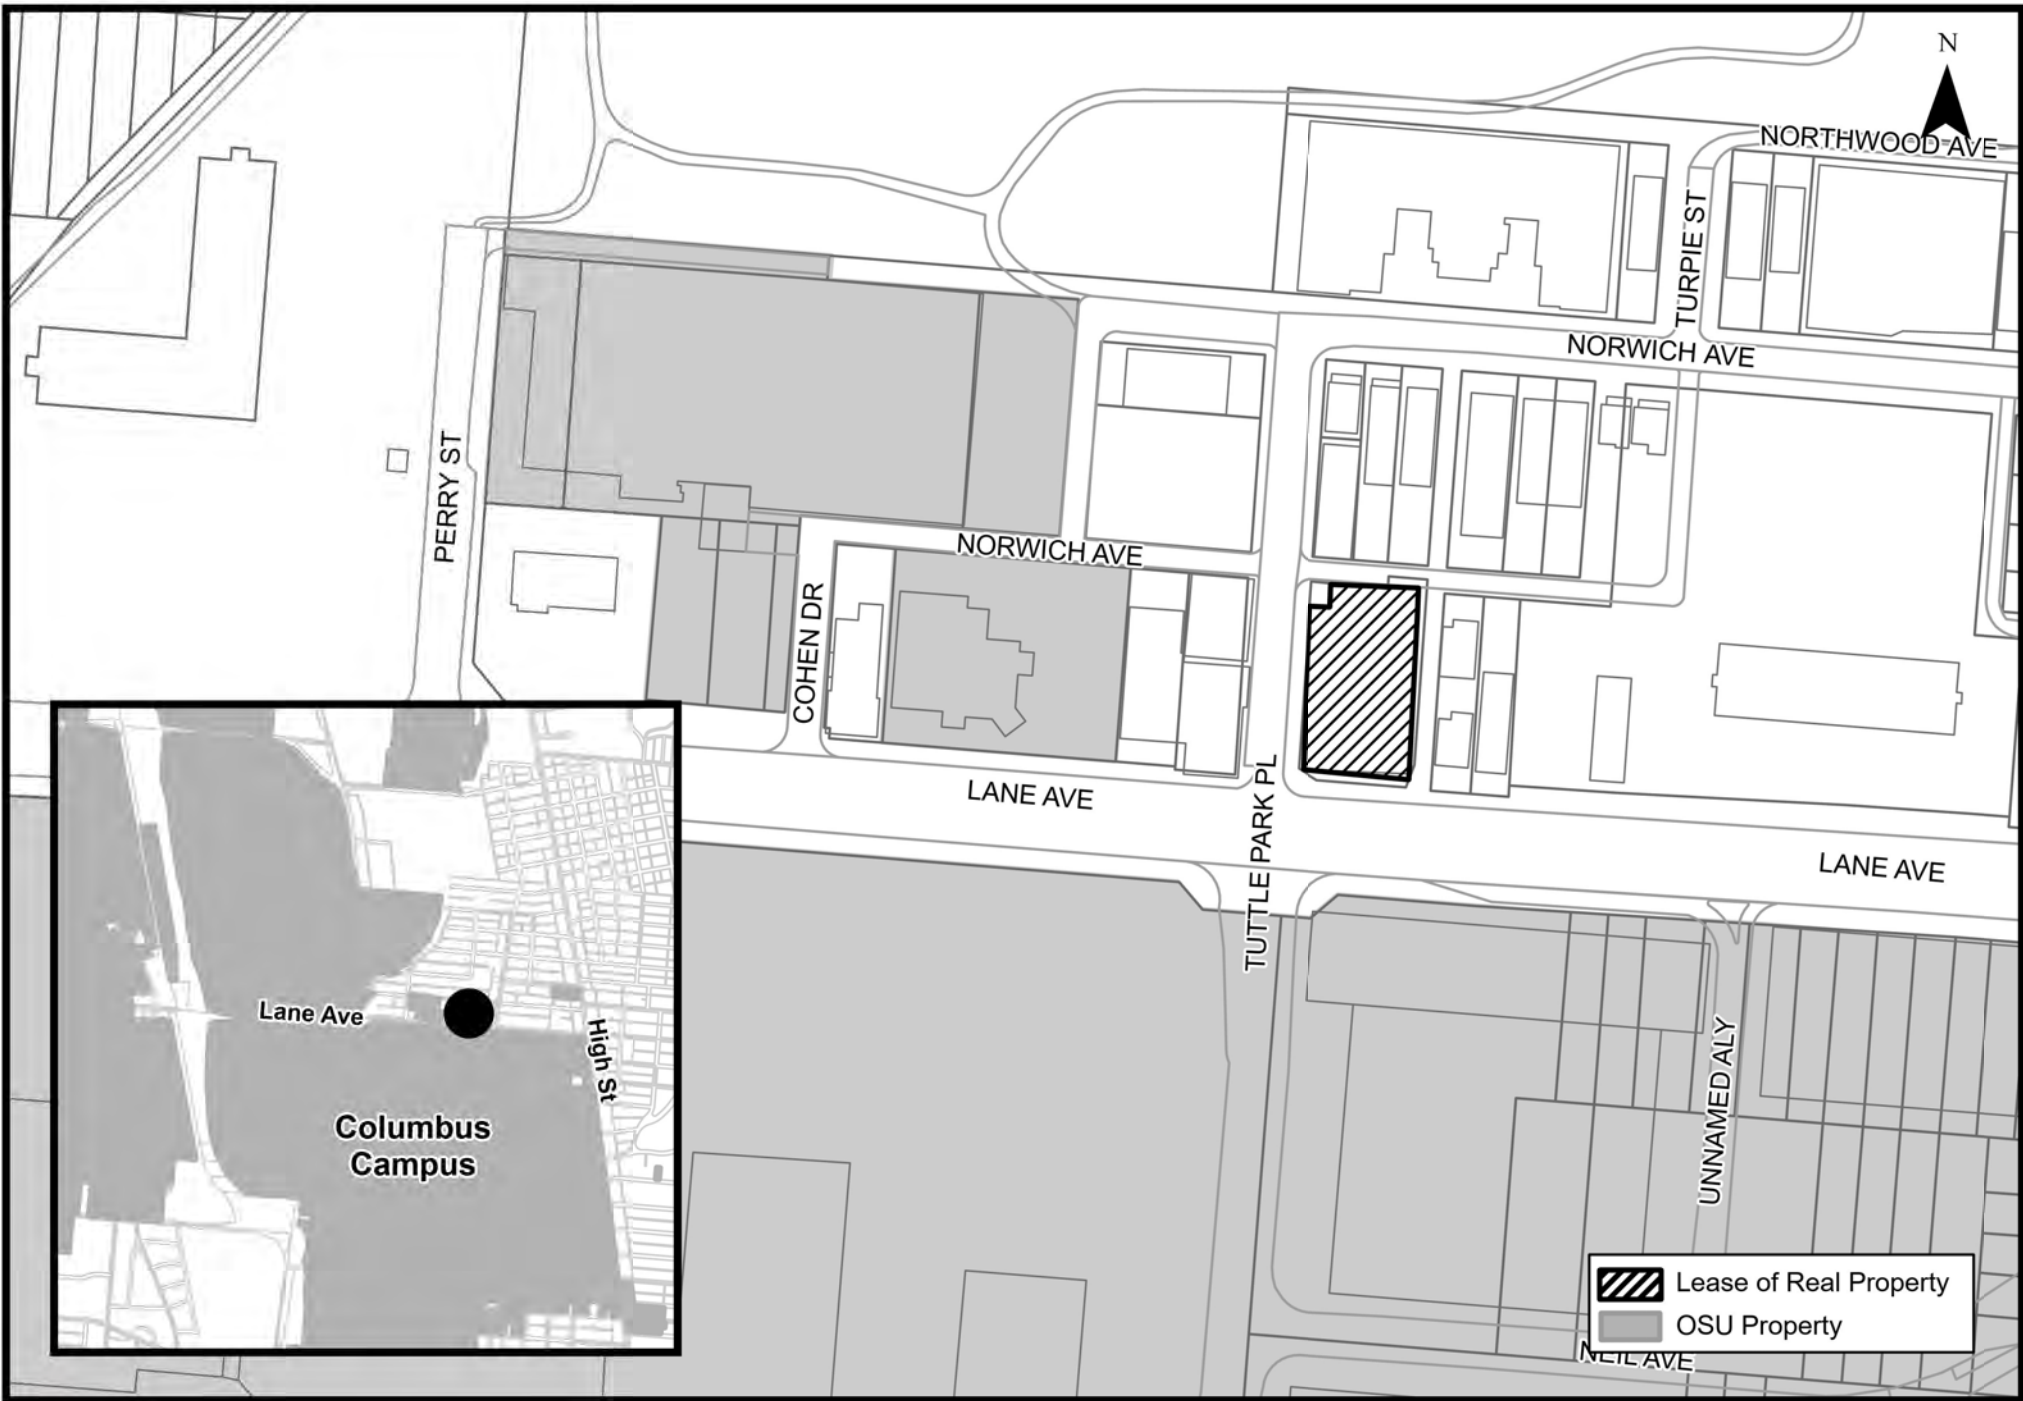 N
NORTHWOOD AVE
TURPIE ST
NORWICH AVE
PERRY ST
NORWICH AVE
COHEN DR
LANE AVE
TUTTLE PARK PL
LANE AVE
Lane Ave
High St
Columbus
Campus
UNNAMED ALY
Lease of Real Property
OSU Property
NEIL AVE